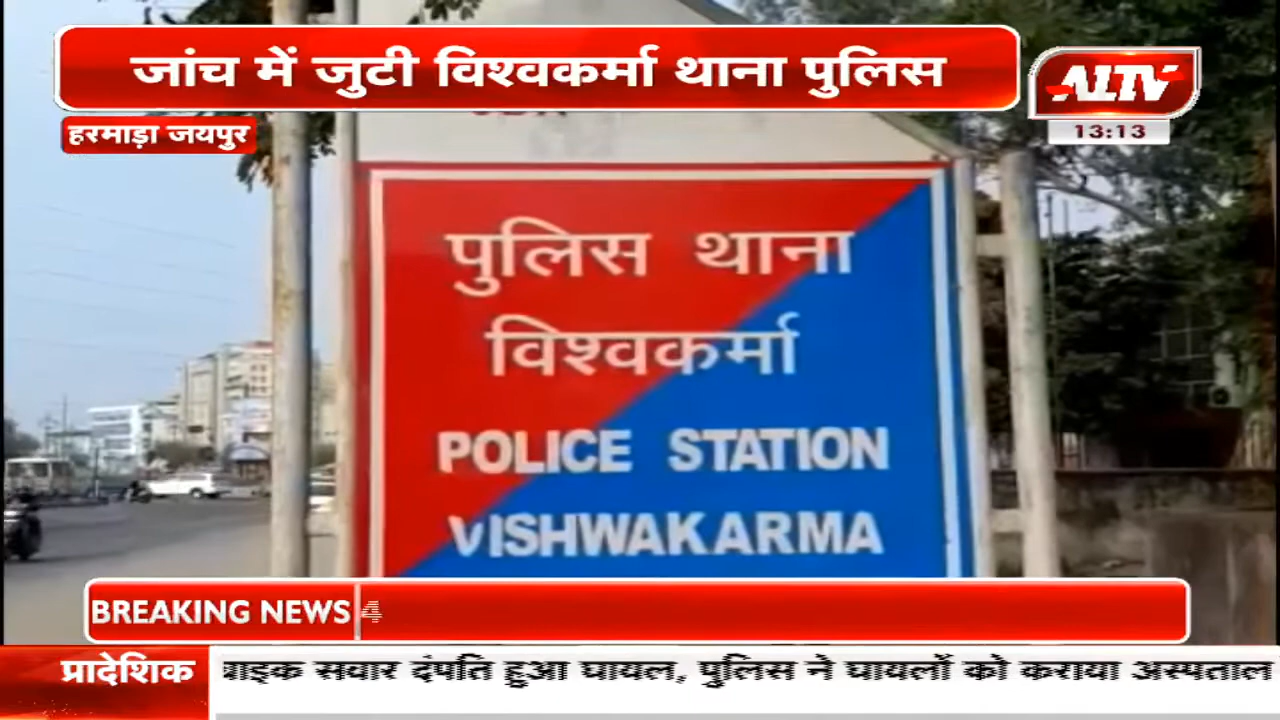 जांच में जुटी विश्वकर्मा थाना पुलिस
ALTV
13:13
हरमाड़ा जयपुर
पुलिस थाना
विश्वकर्मा
POLICE STATION
VISHWAKARMA
BREAKING NEWS 4
प्रादेशिक बाइक सवार दंपति हुआ घायल, पुलिस ने घायलों को कराया अस्पताल